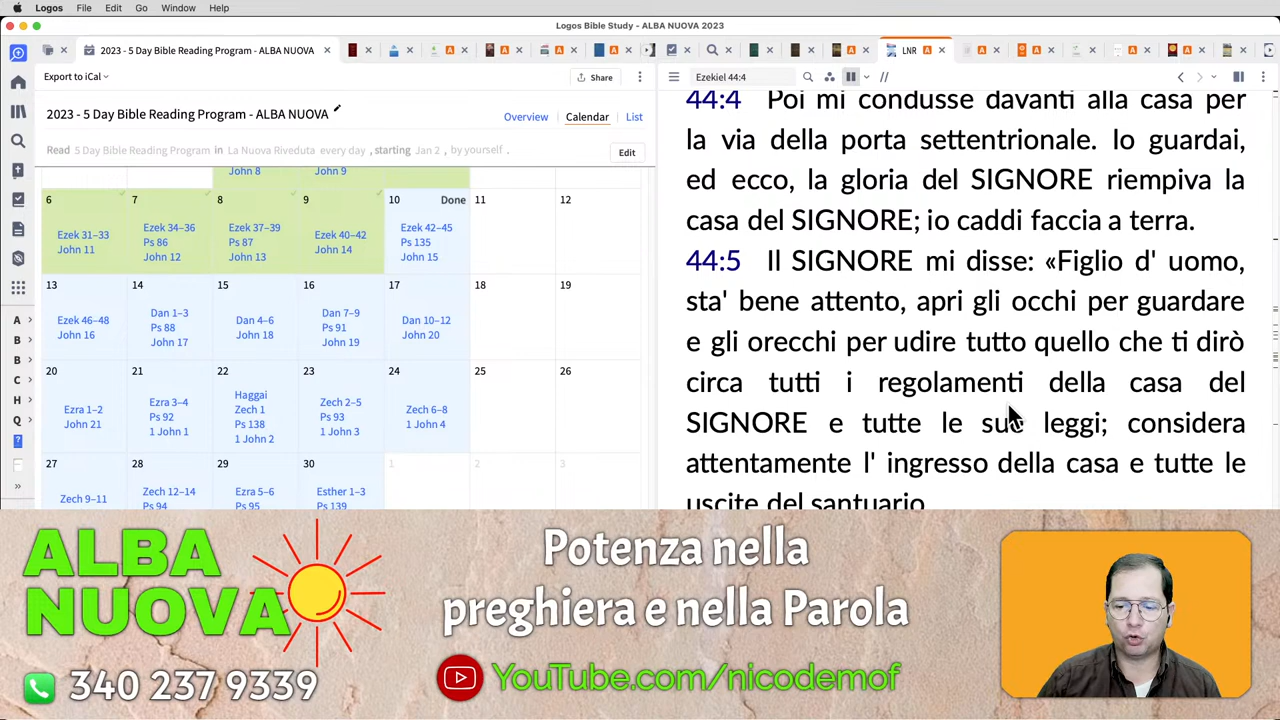 Logos File Edit Go Window Help
Logos Bible Study - ALBA NUOVA 2023
2023 - 5 Day Bible Reading Program - ALBA NUOVA
LNR
Export to iCal
Share
Ezekiel 44:4
2023 - 5 Day Bible Reading Program - ALBA NUOVA
Overview Calendar List
Read 5 Day Bible Reading Program in La Nuova Riveduta every day , starting Jan 2 , by yourself .
Edit
John 8
John 9
6 7 8 9 10 Done 11 12
Ezek 31–33
John 11
Ezek 34–36
Ps 86
John 12
Ezek 37–39
Ps 87
John 13
Ezek 40–42
John 14
Ezek 42–45
Ps 135
John 15
13 14 15 16 17 18 19
Ezek 46–48
John 16
Dan 1–3
Ps 88
John 17
Dan 4–6
John 18
Dan 7–9
Ps 91
John 19
Dan 10–12
John 20
20 21 22 23 24 25 26
Ezra 1–2
John 21
Ezra 3–4
Ps 92
1 John 1
Haggai
Zech 1
Ps 138
1 John 2
Zech 2–5
Ps 93
1 John 3
Zech 6–8
1 John 4
27 28 29 30 1 2 3
Zech 9–11
Zech 12–14
Ps 94
Ezra 5–6
Ps 95
Esther 1–3
Ps 139
A
B
B
C
H
Q
44:4 Poi mi condusse davanti alla casa per
la via della porta settentrionale. Io guardai,
ed ecco, la gloria del SIGNORE riempiva la
casa del SIGNORE; io caddi faccia a terra.
44:5 Il SIGNORE mi disse: «Figlio d' uomo,
sta' bene attento, apri gli occhi per guardare
e gli orecchi per udire tutto quello che ti dirò
circa tutti i regolamenti della casa del
SIGNORE e tutte le sue leggi; considera
attentamente l' ingresso della casa e tutte le
uscite del santuario.
ALBA
NUOVA
340 237 9339
Potenza nella
preghiera e nella Parola
YouTube.com/nicodemof